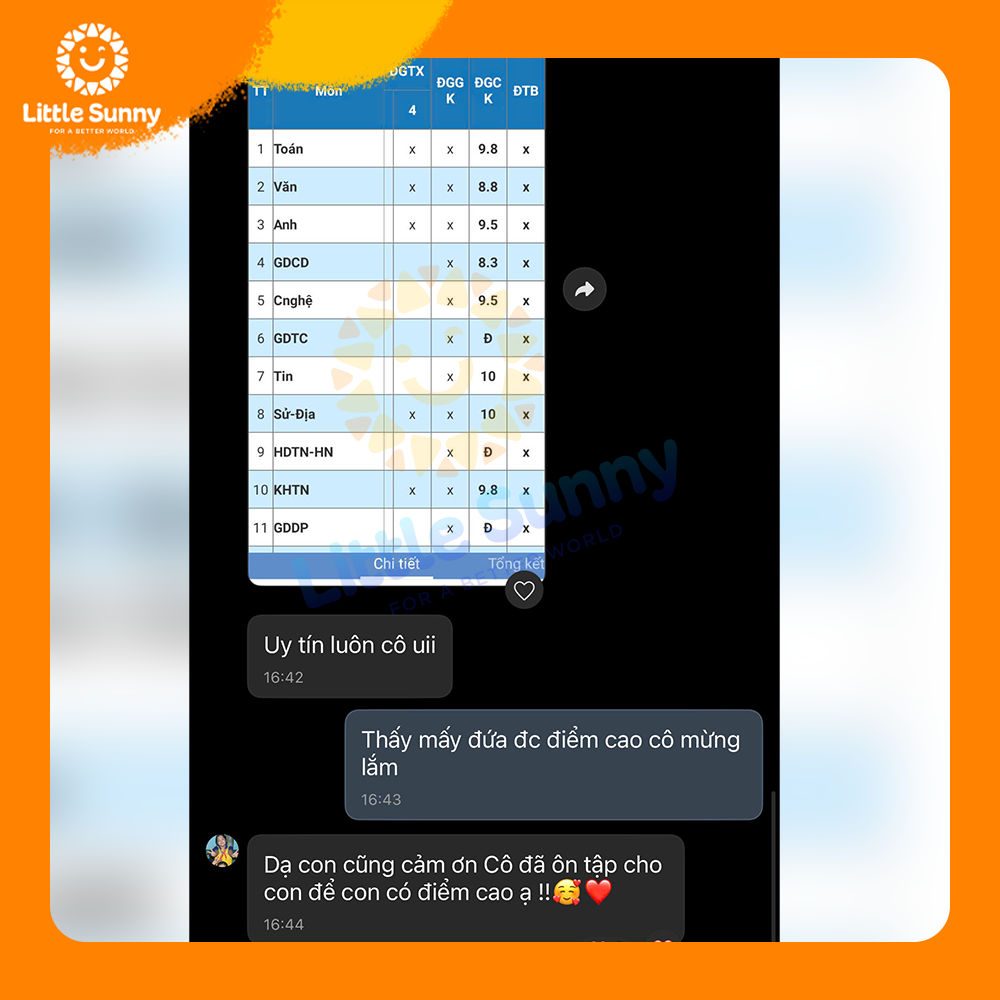 Little Sunny
FOR A BETTER WORLD
TT Môn ĐGTX ĐGG K ĐGC K ĐTB
4
1 Toán x x 9.8 x
2 Văn x x 8.8 x
3 Anh x x 9.5 x
4 GDCD x 8.3 x
5 Cnghệ x 9.5 x
6 GDTC x Đ x
7 Tin x 10 x
8 Sử-Địa x x 10 x
9 HDTN-HN x Đ x
10 KHTN x x 9.8 x
11 GDDP x Đ x
Chi tiết Tổng kết
Little Sunny
FOR A BETTER WORLD
Uy tín luôn cô uii
16:42
Thấy mấy đứa đc điểm cao cô mừng
lắm
16:43
Dạ con cũng cảm ơn Cô đã ôn tập cho
con để con có điểm cao ạ !!🥰❤️
16:44